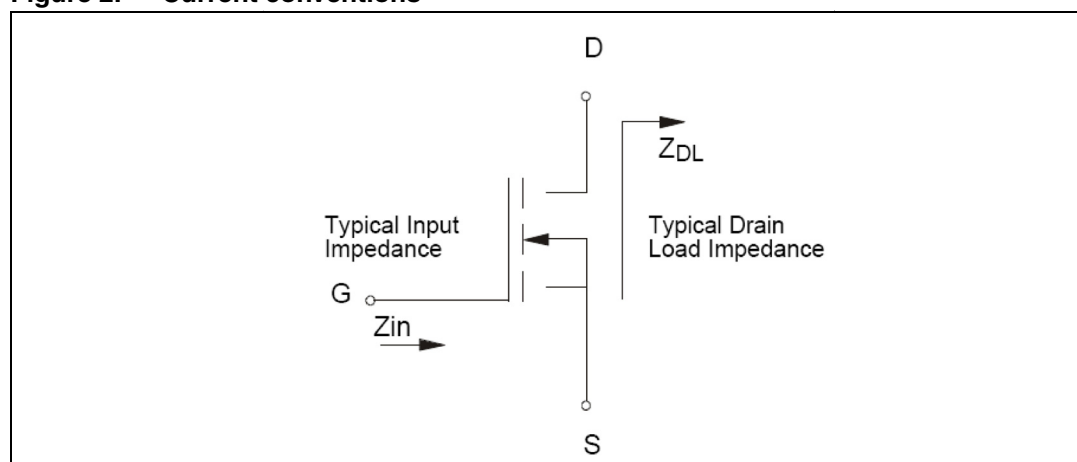 Figure 2. Current conventions
D
ZDL
Typical Input
Impedance
Typical Drain
Load Impedance
G
Zin
S